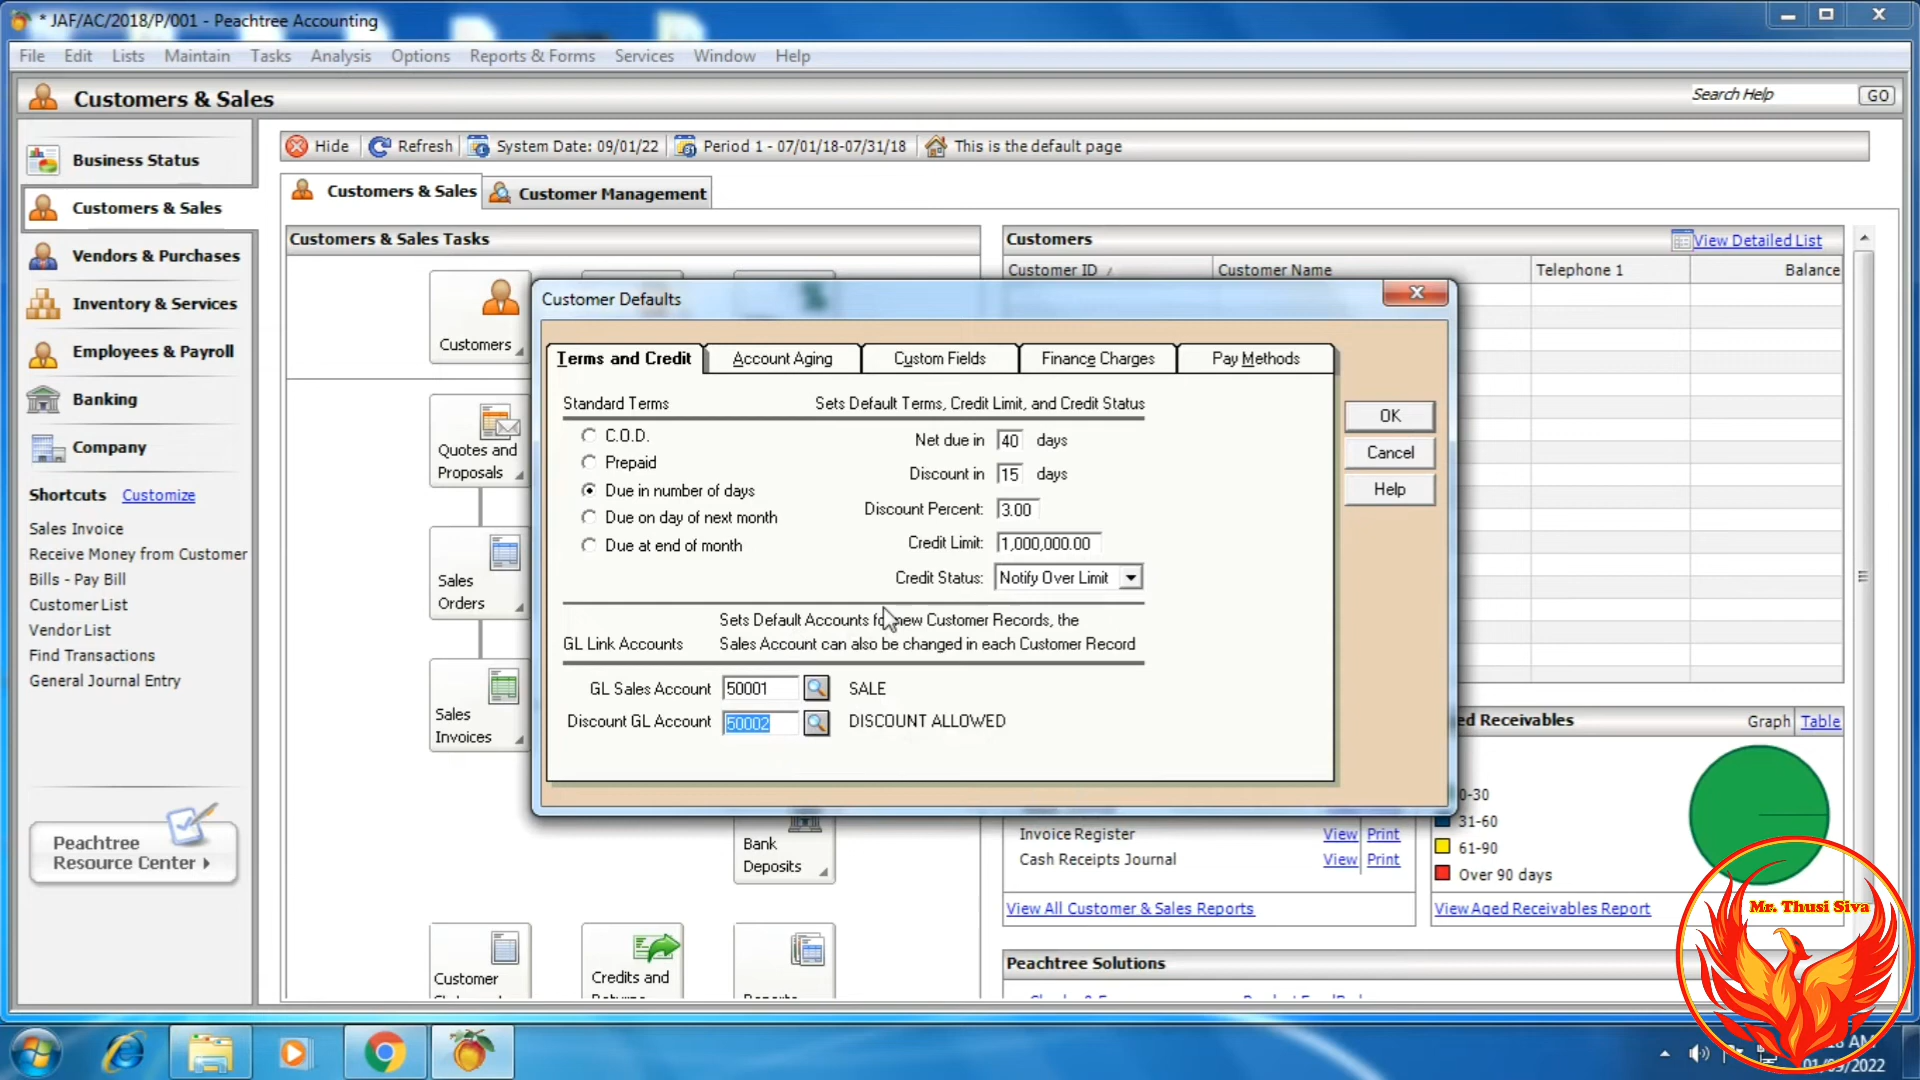 * JAF/AC/2018/P/001 - Peachtree Accounting
File Edit Lists Maintain Tasks Analysis Options Reports & Forms Services Window Help
Customers & Sales
Search Help
GO
Business Status
Customers & Sales
Vendors & Purchases
Inventory & Services
Employees & Payroll
Banking
Company
Shortcuts Customize
Sales Invoice
Receive Money from Customer
Bills - Pay Bill
Customer List
Vendor List
Find Transactions
General Journal Entry
Peachtree
Resource Center
Hide Refresh System Date: 09/01/22 Period 1 - 07/01/18-07/31/18 This is the default page
Customers & Sales Customer Management
Customers & Sales Tasks
Customers
Quotes and
Proposals
Sales
Orders
Sales
Invoices
Bank
Deposits
Customer
Credits and
Customers View Detailed List
Customer ID Customer Name Telephone 1 Balance
Customer Defaults
Terms and Credit Account Aging Custom Fields Finance Charges Pay Methods
Standard Terms Sets Default Terms, Credit Limit, and Credit Status
C.O.D.
Prepaid
Due in number of days
Due on day of next month
Due at end of month
Net due in 40 days
Discount in 15 days
Discount Percent: 3.00
Credit Limit: 1,000,000.00
Credit Status: Notify Over Limit
Sets Default Accounts for new Customer Records, the
GL Link Accounts Sales Account can also be changed in each Customer Record
GL Sales Account 50001 SALE
Discount GL Account 50002 DISCOUNT ALLOWED
OK
Cancel
Help
Invoice Register View Print
Cash Receipts Journal View Print
View All Customer & Sales Reports
ed Receivables Graph Table
0-30
31-60
61-90
Over 90 days
View Aged Receivables Report
Peachtree Solutions
Mr. Thusi Siva
AM
01/09/2022